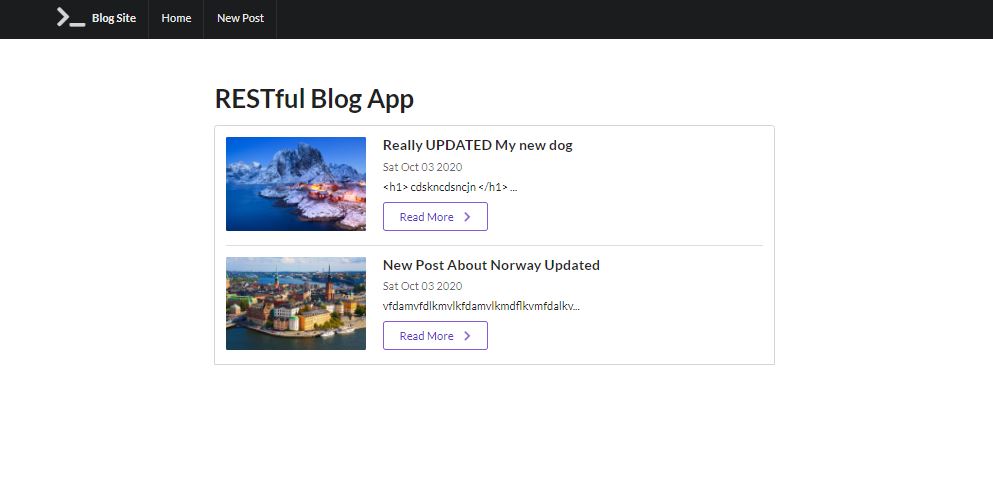 Blog Site
Home
New Post
RESTful Blog App
Really UPDATED My new dog
Sat Oct 03 2020
<h1> cdskncdsncjn </h1> ...
Read More
New Post About Norway Updated
Sat Oct 03 2020
vfdamvfdlkmvlkfdamvlkmdflkvmfdalkv...
Read More